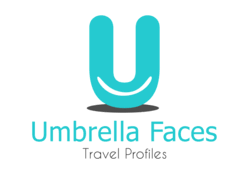 U
Umbrella Faces
Travel Profiles